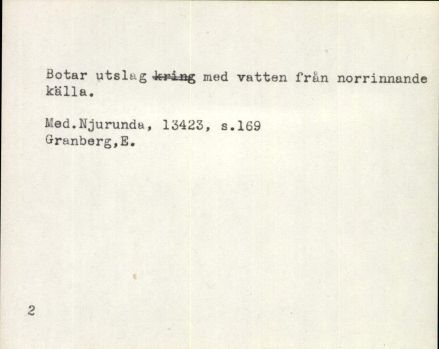 Botar utslag kring med vatten från norrinnande
källa.
Med.Njurunda, 13423, s.169
Granberg,E.
2